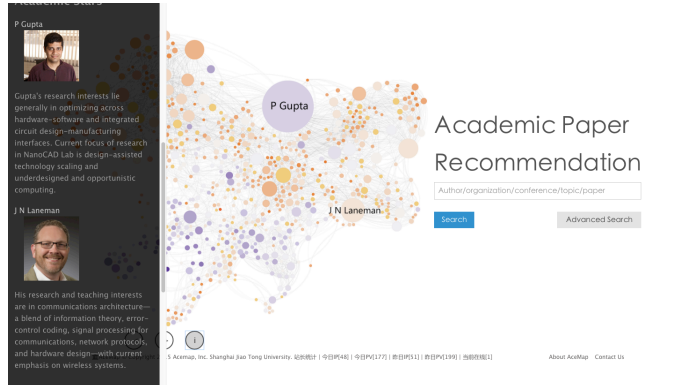 Academic Stars
P Gupta
Gupta's research interests lie
generally in optimizing across
hardware-software and integrated
circuit design-manufacturing
interfaces. Current focus of research
in NanoCAD Lab is design-assisted
technology scaling and
underdesigned and opportunistic
computing.
J N Laneman
His research and teaching interests
are in communications architecture—
a blend of information theory, error-
control coding, signal processing for
communications, network protocols,
and hardware design—with current
emphasis on wireless systems.
P Gupta
J N Laneman
i
Academic Paper
Recommendation
Author/organization/conference/topic/paper
Search
Advanced Search
5 Acemap, Inc. Shanghai Jiao Tong University. 站长统计 | 今日IP[48] | 今日PV[177] | 昨日IP[51] | 昨日PV[199] | 当前在线[1]
About AceMap Contact Us